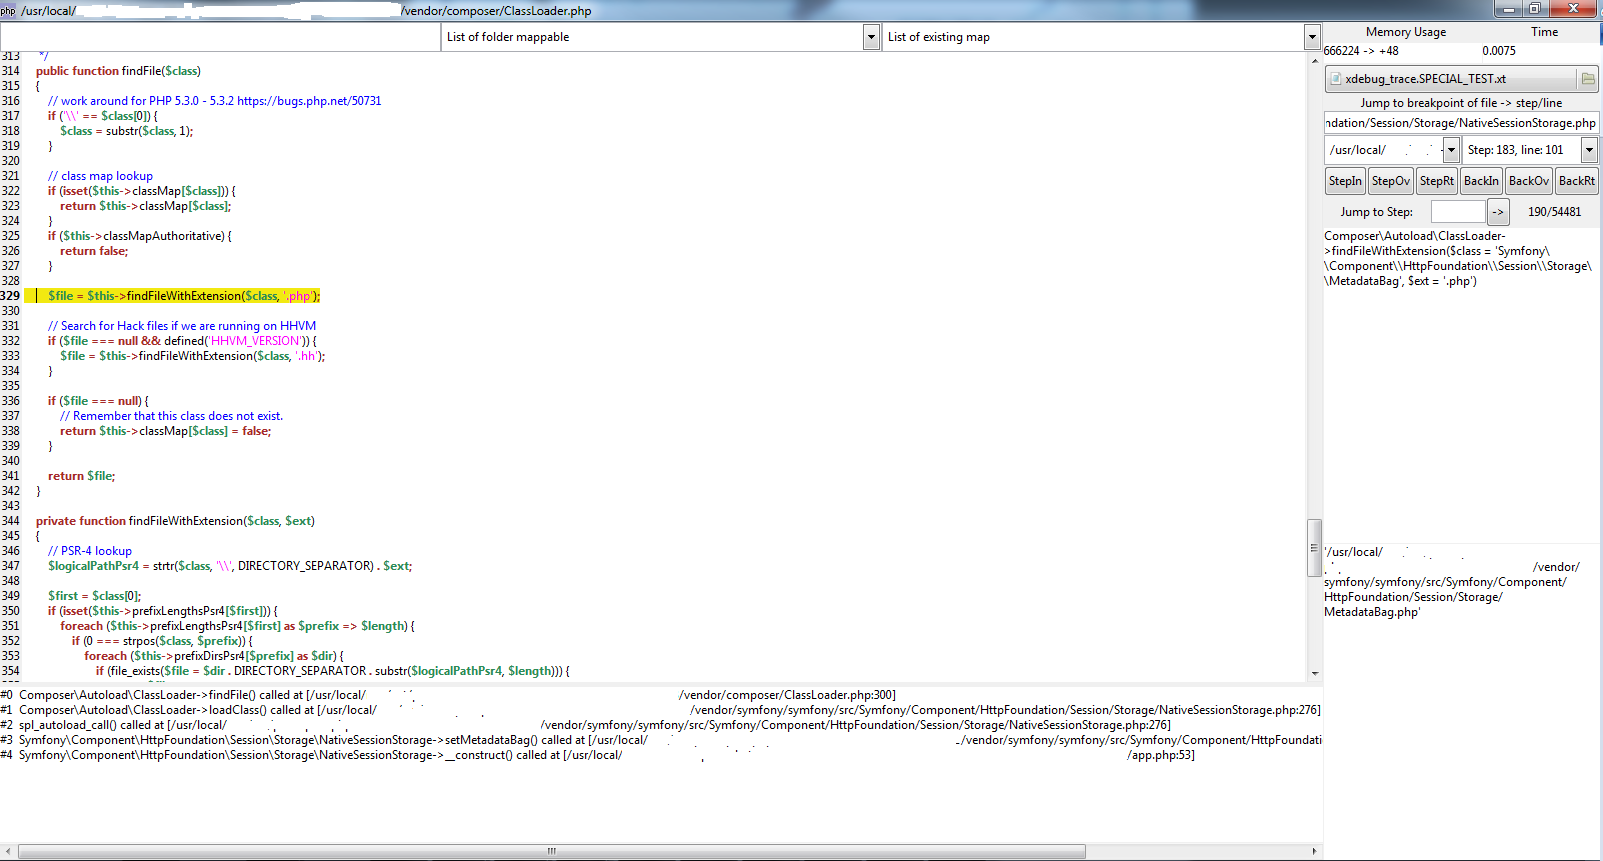 php /usr/local/ /vendor/composer/ClassLoader.php
List of folder mappable
List of existing map
313 */
314 public function findFile($class)
315 {
316 // work around for PHP 5.3.0 - 5.3.2 https://bugs.php.net/50731
317 if ('\\' == $class[0]) {
318 $class = substr($class, 1);
319 }
320
321 // class map lookup
322 if (isset($this->classMap[$class])) {
323 return $this->classMap[$class];
324 }
325 if ($this->classMapAuthoritative) {
326 return false;
327 }
328
329 $file = $this->findFileWithExtension($class, '.php');
330
331 // Search for Hack files if we are running on HHVM
332 if ($file === null && defined('HHVM_VERSION')) {
333 $file = $this->findFileWithExtension($class, '.hh');
334 }
335
336 if ($file === null) {
337 // Remember that this class does not exist.
338 return $this->classMap[$class] = false;
339 }
340
341 return $file;
342 }
343
344 private function findFileWithExtension($class, $ext)
345 {
346 // PSR-4 lookup
347 $logicalPathPsr4 = strtr($class, '\\', DIRECTORY_SEPARATOR) . $ext;
348
349 $first = $class[0];
350 if (isset($this->prefixLengthsPsr4[$first])) {
351 foreach ($this->prefixLengthsPsr4[$first] as $prefix => $length) {
352 if (0 === strpos($class, $prefix)) {
353 foreach ($this->prefixDirsPsr4[$prefix] as $dir) {
354 if (file_exists($file = $dir . DIRECTORY_SEPARATOR . substr($logicalPathPsr4, $length))) {
#0 Composer\Autoload\ClassLoader->findFile() called at [/usr/local/ /vendor/composer/ClassLoader.php:300]
#1 Composer\Autoload\ClassLoader->loadClass() called at [/usr/local/ /vendor/symfony/symfony/src/Symfony/Component/HttpFoundation/Session/Storage/NativeSessionStorage.php:276]
#2 spl_autoload_call() called at [/usr/local/ /vendor/symfony/symfony/src/Symfony/Component/HttpFoundation/Session/Storage/NativeSessionStorage.php:276]
#3 Symfony\Component\HttpFoundation\Session\Storage\NativeSessionStorage->setMetadataBag() called at [/usr/local/ /vendor/symfony/symfony/src/Symfony/Component/HttpFoundati
#4 Symfony\Component\HttpFoundation\Session\Storage\NativeSessionStorage->__construct() called at [/usr/local/ /app.php:53]
Memory Usage Time
666224 -> +48 0.0075
xdebug_trace.SPECIAL_TEST.xt
Jump to breakpoint of file -> step/line
ndation/Session/Storage/NativeSessionStorage.php
/usr/local/ Step: 183, line: 101
StepIn StepOv StepRt BackIn BackOv BackRt
Jump to Step: -> 190/54481
Composer\Autoload\ClassLoader-
>findFileWithExtension($class = 'Symfony\
\Component\\HttpFoundation\\Session\\Storage\
\MetadataBag', $ext = '.php')
'/usr/local/
/vendor/
symfony/symfony/src/Symfony/Component/
HttpFoundation/Session/Storage/
MetadataBag.php'